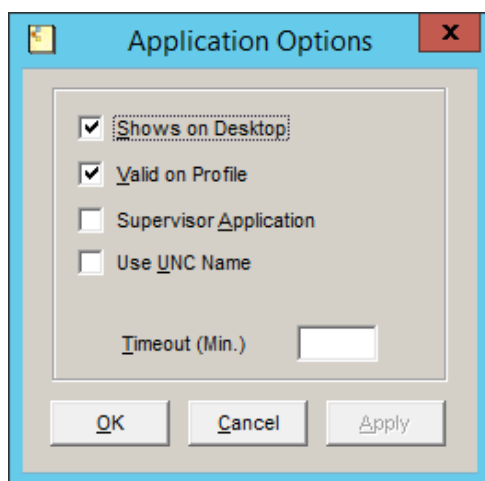 Application Options
x
Shows on Desktop
Valid on Profile
Supervisor Application
Use UNC Name
Timeout (Min.)
OK Cancel Apply